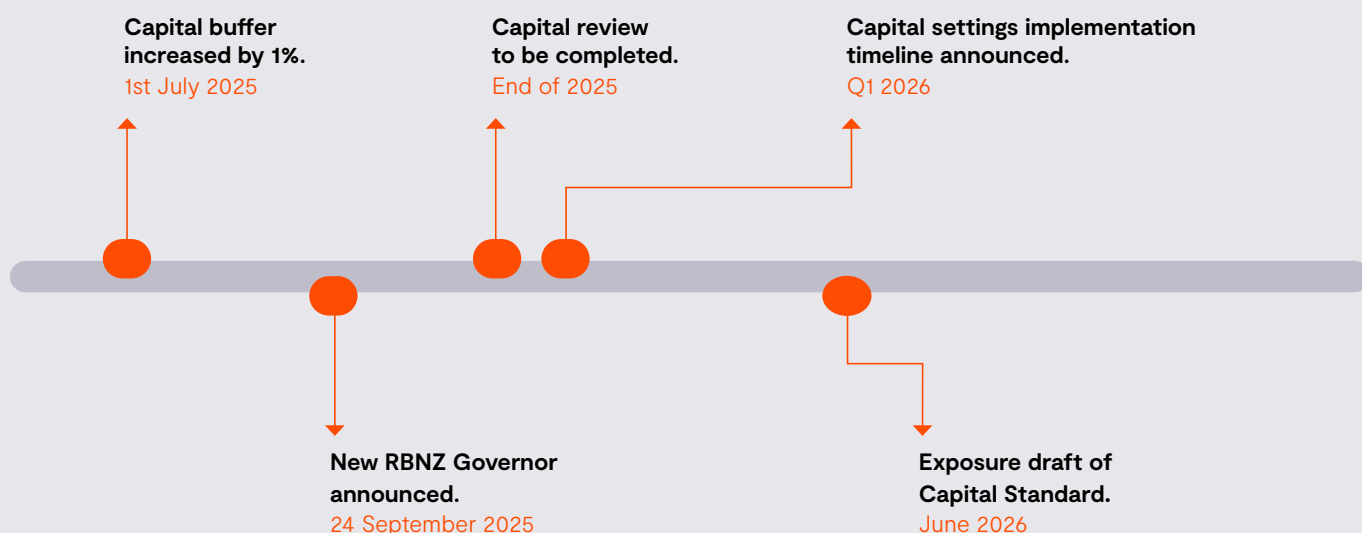 Capital buffer
increased by 1%.
1st July 2025
Capital review
to be completed.
End of 2025
Capital settings implementation
timeline announced.
Q1 2026
New RBNZ Governor
announced.
24 September 2025
Exposure draft of
Capital Standard.
June 2026